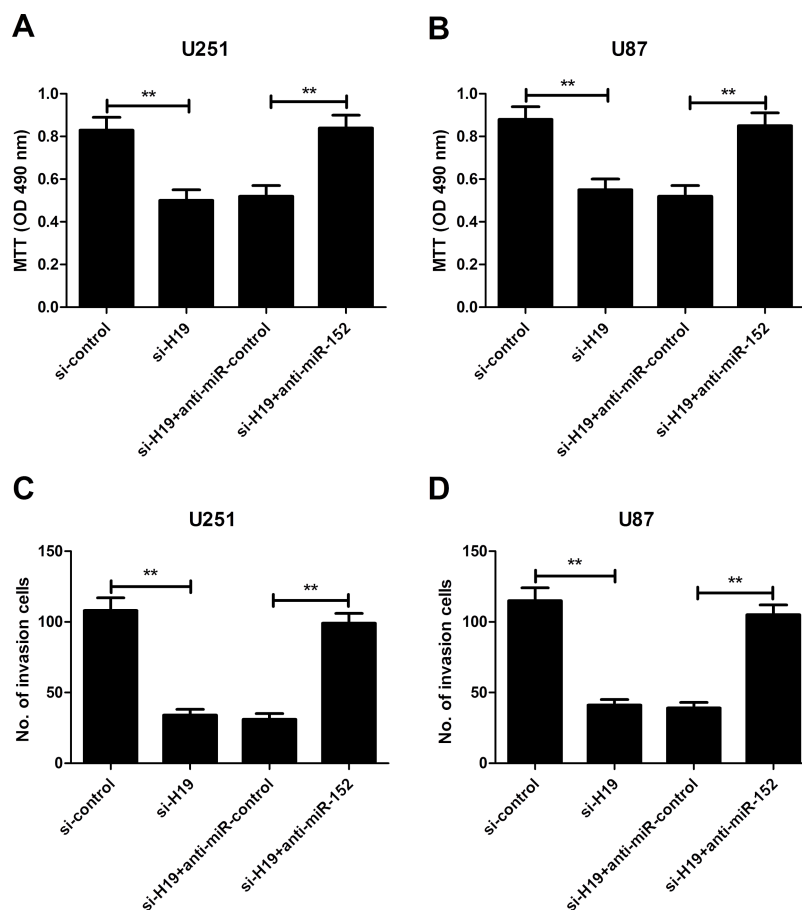 A
U251
MTT (OD 490 nm)
1.0
0.8
0.6
0.4
0.2
0.0
**
**
si-control
si-H19
si-H19+anti-miR-control
si-H19+anti-miR-152
B
U87
MTT (OD 490 nm)
1.0
0.8
0.6
0.4
0.2
0.0
**
**
si-control
si-H19
si-H19+anti-miR-control
si-H19+anti-miR-152
C
U251
No. of invasion cells
150
100
50
0
**
**
si-control
si-H19
si-H19+anti-miR-control
si-H19+anti-miR-152
D
U87
No. of invasion cells
150
100
50
0
**
**
si-control
si-H19
si-H19+anti-miR-control
si-H19+anti-miR-152